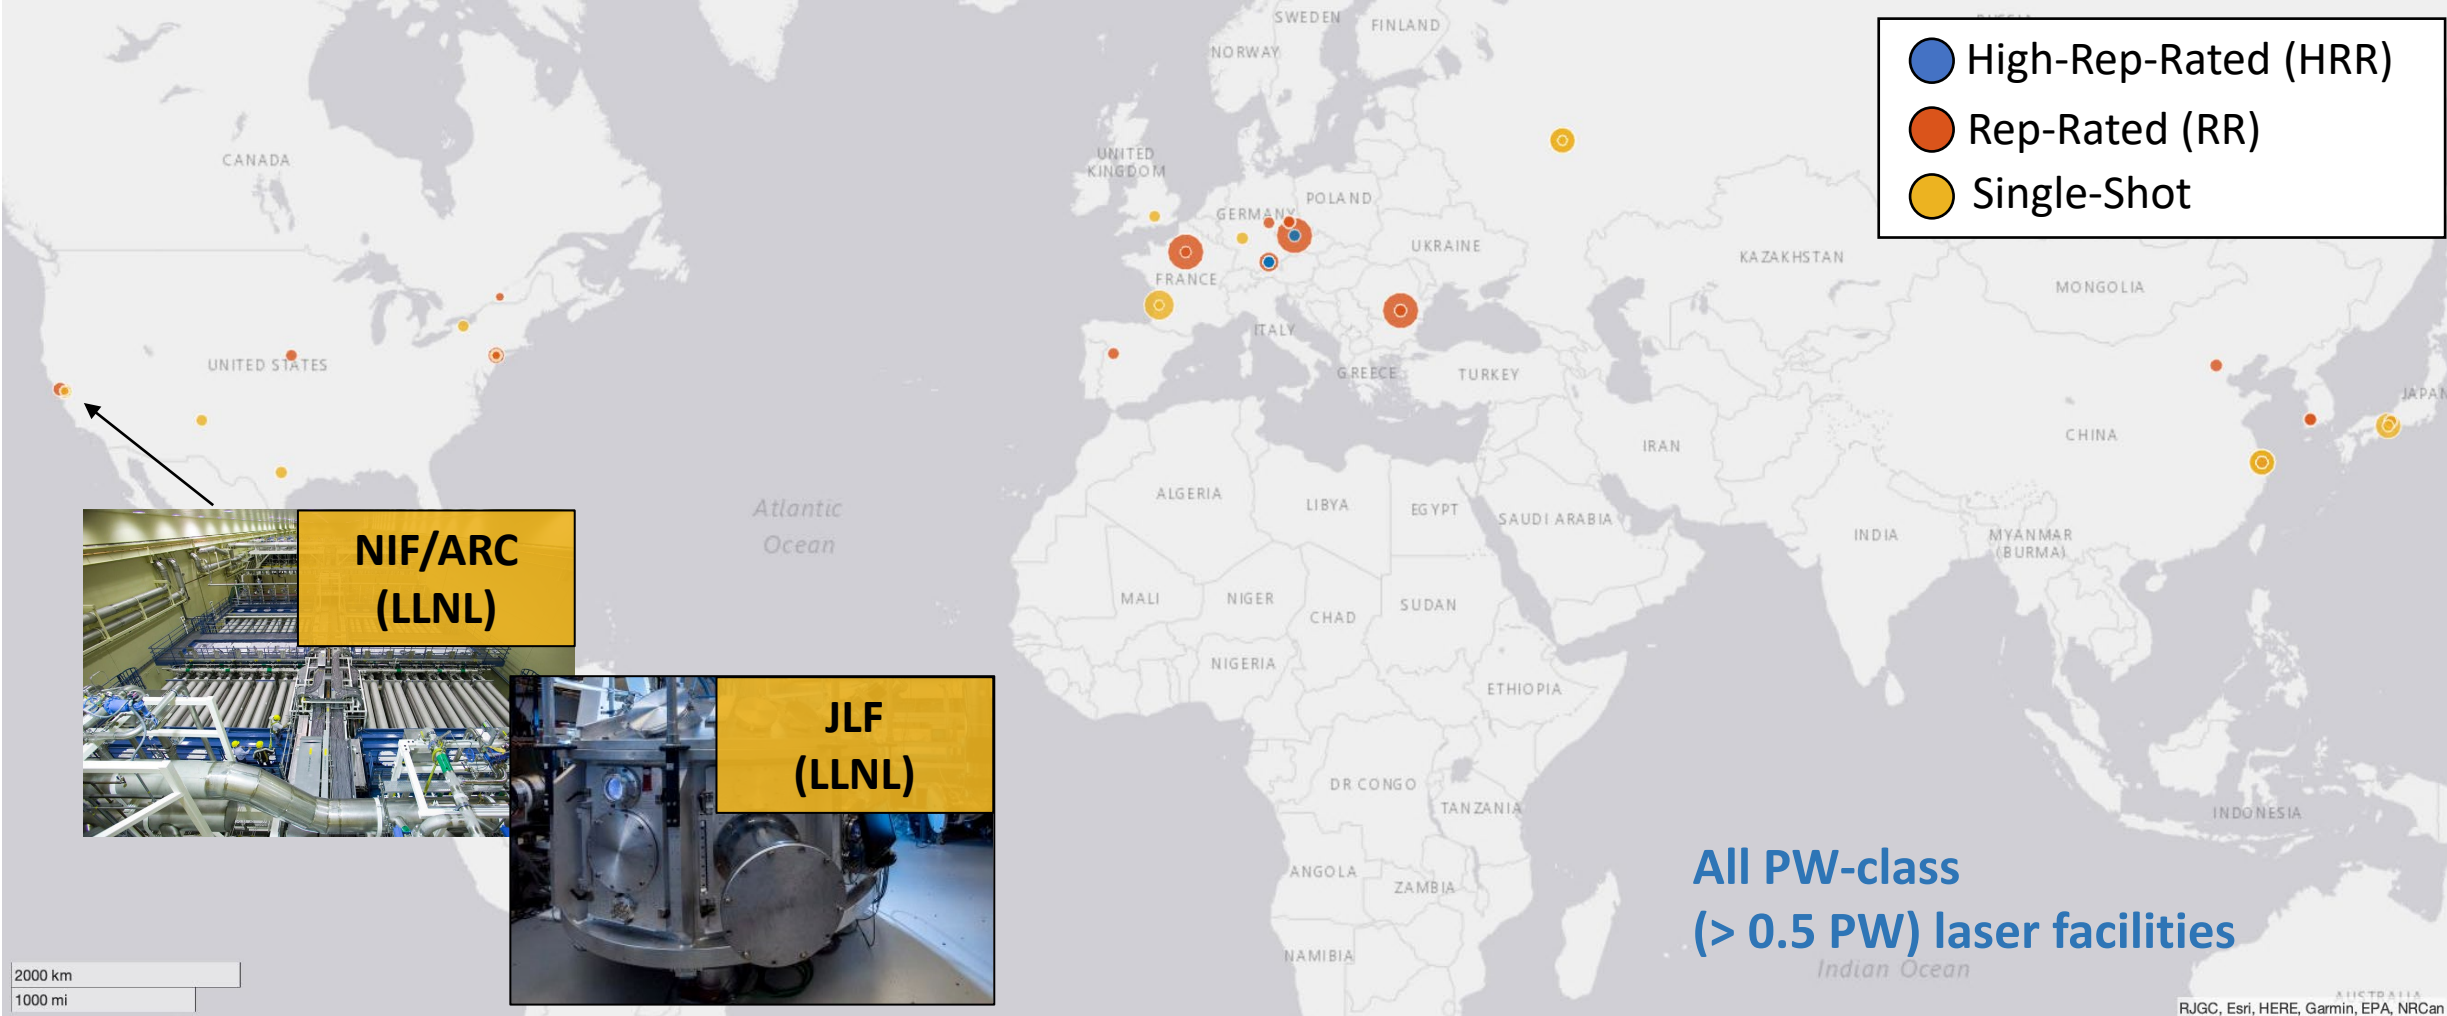 SWEDEN
FINLAND
NORWAY
High-Rep-Rated (HRR)
Rep-Rated (RR)
Single-Shot
CANADA
UNITED
KINGDOM
POLAND
GERMANY
UKRAINE
KAZAKHSTAN
FRANCE
MONGOLIA
ITALY
UNITED STATES
GREECE
TURKEY
JAPAN
CHINA
IRAN
ALGERIA
LIBYA
EGYPT
SAUDI ARABIA
Atlantic
Ocean
INDIA
MYANMAR
(BURMA)
NIF/ARC
(LLNL)
MALI
NIGER
CHAD
SUDAN
NIGERIA
ETHIOPIA
JLF
(LLNL)
DR CONGO
TANZANIA
INDONESIA
ANGOLA
ZAMBIA
All PW-class
(> 0.5 PW) laser facilities
NAMIBIA
Indian Ocean
2000 km
1000 mi
AUSTRALIA
RJGC, Esri, HERE, Garmin, EPA, NRCan